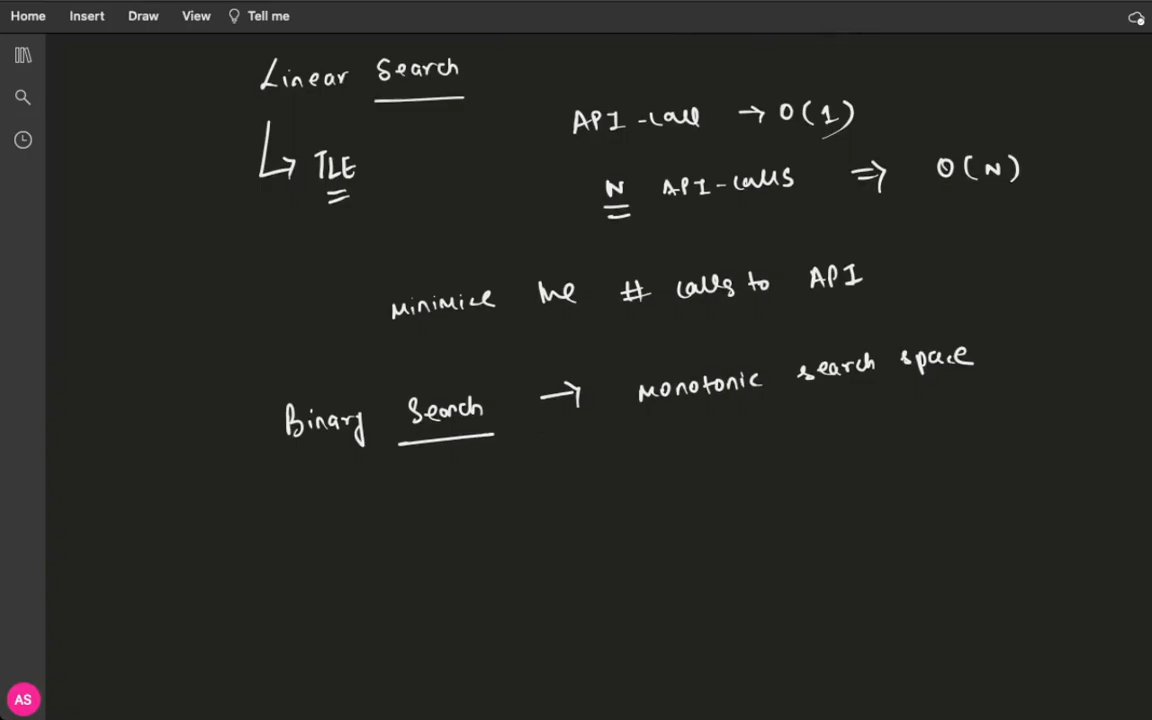 Home Insert Draw View Tell me
Linear Search
API-call → O(1)
↳ TLE
N API-calls ⇒ O(N)
Minimize the # calls to API
Binary Search → Monotonic search space
AS